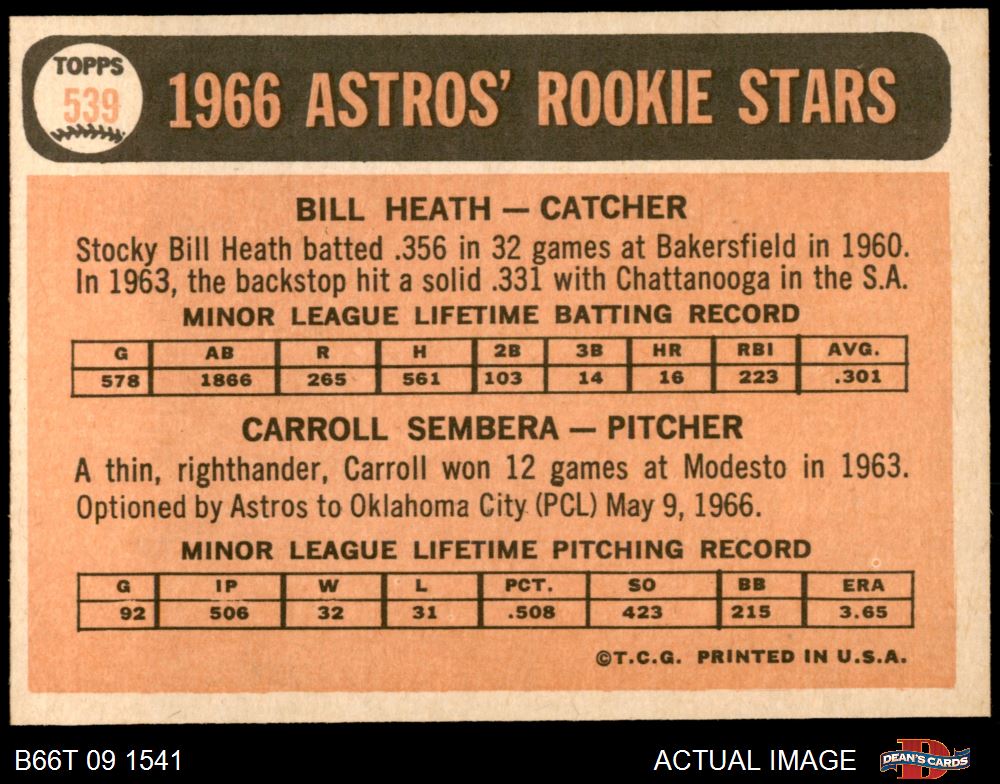 TOPPS
539
1966 ASTROS' ROOKIE STARS
BILL HEATH — CATCHER
Stocky Bill Heath batted .356 in 32 games at Bakersfield in 1960.
In 1963, the backstop hit a solid .331 with Chattanooga in the S.A.
MINOR LEAGUE LIFETIME BATTING RECORD
G AB R H 2B 3B HR RBI AVG.
578 1866 265 561 103 14 16 223 .301
CARROLL SEMBERA — PITCHER
A thin, righthander, Carroll won 12 games at Modesto in 1963.
Optioned by Astros to Oklahoma City (PCL) May 9, 1966.
MINOR LEAGUE LIFETIME PITCHING RECORD
G IP W L PCT. SO BB ERA
92 506 32 31 .508 423 215 3.65
©T.C.G. PRINTED IN U.S.A.
B66T 09 1541 ACTUAL IMAGE
D
DEAN'S CARDS